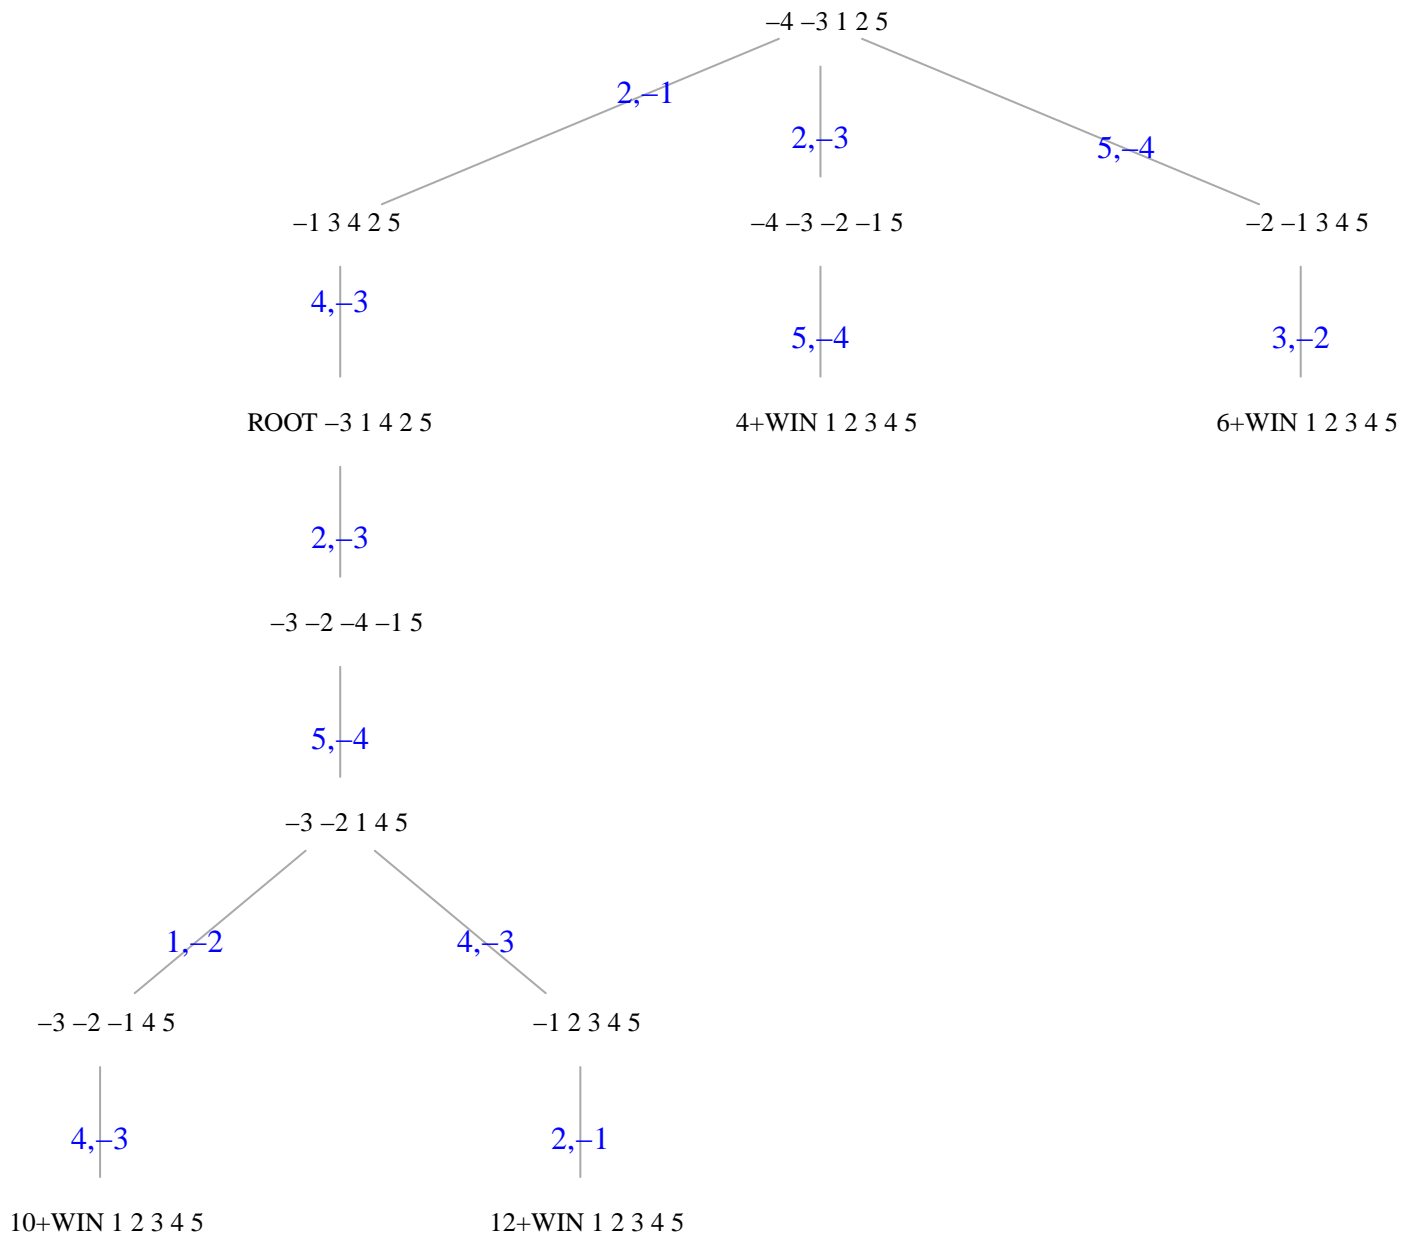 –4 –3 1 2 5
2,–1
2,–3
5,–4
–1 3 4 2 5
–4 –3 –2 –1 5
–2 –1 3 4 5
4,–3
5,–4
3,–2
ROOT –3 1 4 2 5
4+WIN 1 2 3 4 5
6+WIN 1 2 3 4 5
2,–3
–3 –2 –4 –1 5
5,–4
–3 –2 1 4 5
1,–2
4,–3
–3 –2 –1 4 5
–1 2 3 4 5
4,–3
2,–1
10+WIN 1 2 3 4 5
12+WIN 1 2 3 4 5